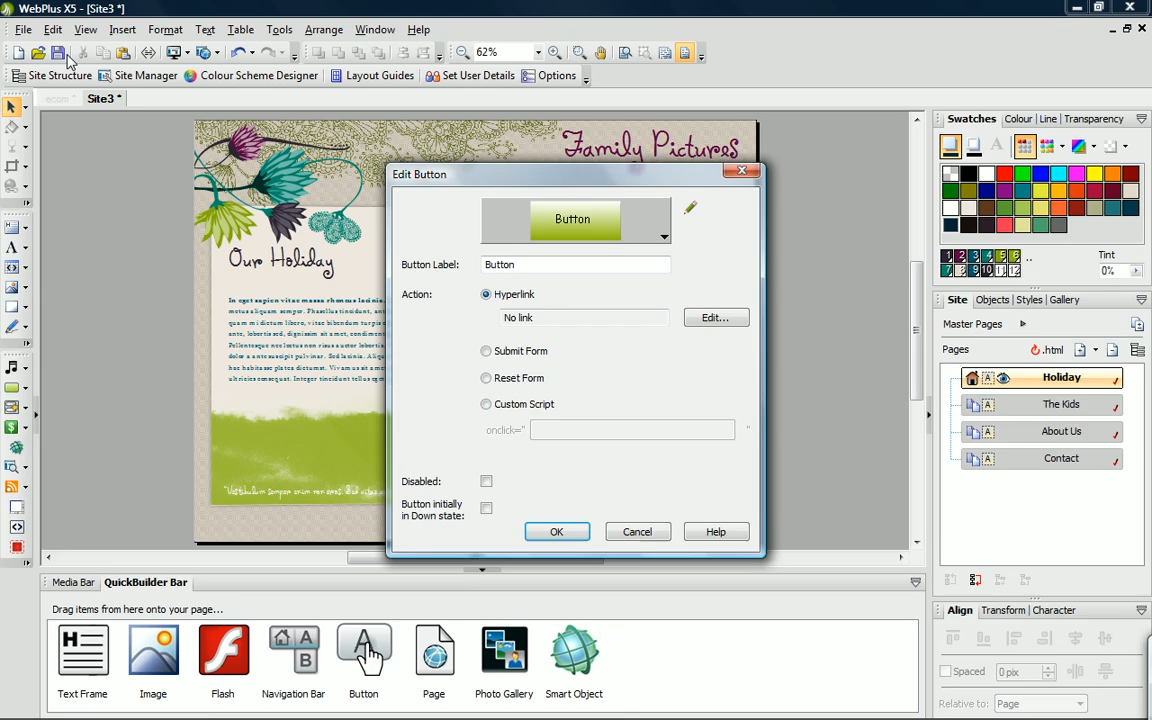 WebPlus X5 - [Site3 *]
File Edit View Insert Format Text Table Tools Arrange Window Help
62%
Site Structure Site Manager Colour Scheme Designer Layout Guides Set User Details Options
ecom * Site3 *
Swatches Colour Line Transparency
Family Pictures
Edit Button
Button
Our Holiday
Button Label: Button
Tint
0%
Action: Hyperlink
No link Edit...
Site Objects Styles Gallery
Master Pages
Pages .html
Submit Form
Reset Form
Custom Script
onclick=" "
Holiday
The Kids
About Us
Contact
Disabled:
Button initially
in Down state:
OK Cancel Help
Media Bar QuickBuilder Bar
Drag items from here onto your page...
Text Frame Image Flash Navigation Bar Button Page Photo Gallery Smart Object
Align Transform Character
Spaced 0 pix
Relative to: Page